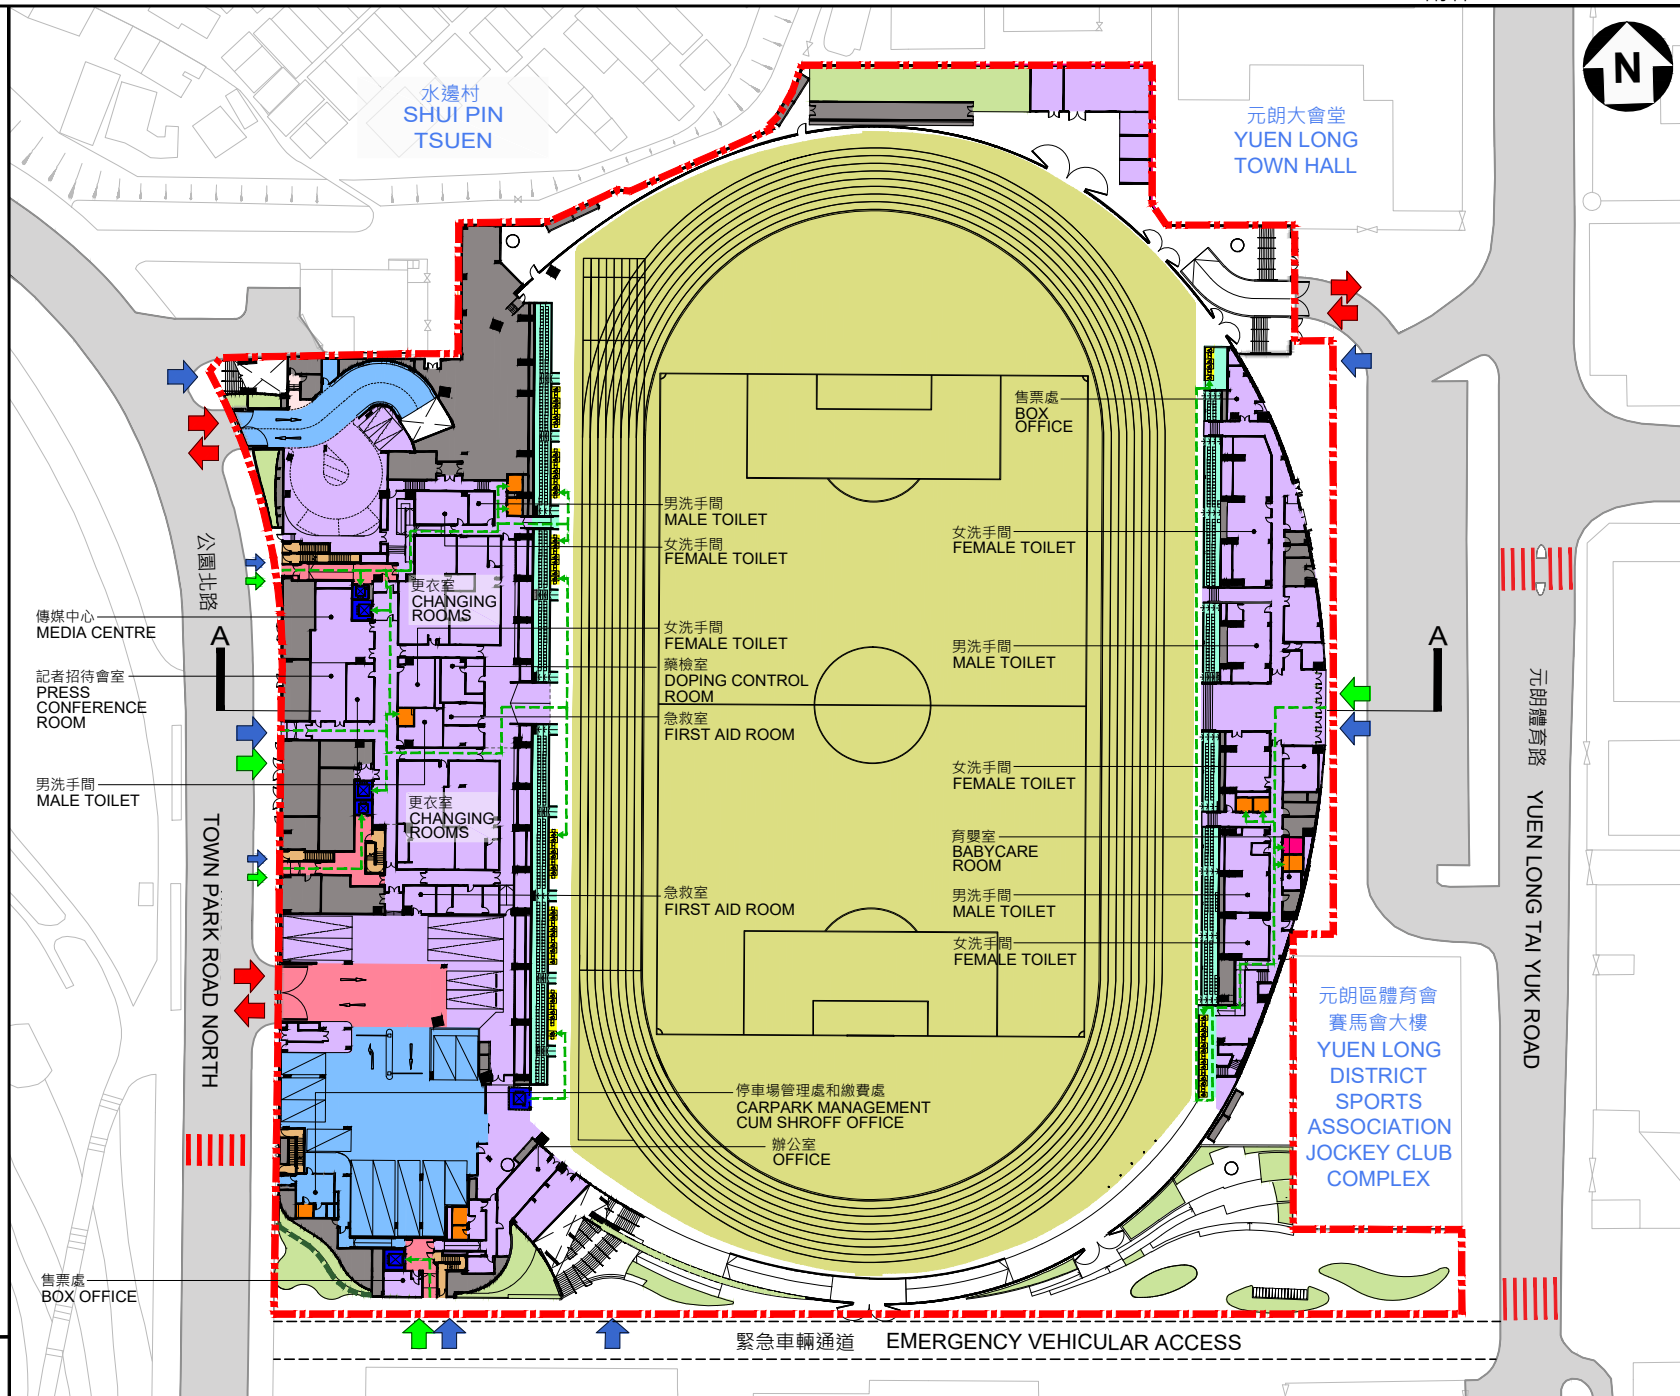 N
水邊村
SHUI PIN
TSUEN
元朗大會堂
YUEN LONG
TOWN HALL
售票處
BOX
OFFICE
男洗手間
MALE TOILET
女洗手間
FEMALE TOILET
女洗手間
FEMALE TOILET
公園北路
更衣室
CHANGING
ROOMS
傳媒中心
MEDIA CENTRE
A
女洗手間
FEMALE TOILET
男洗手間
MALE TOILET
A
藥檢室
DOPING CONTROL
ROOM
記者招待會室
PRESS
CONFERENCE
ROOM
急救室
FIRST AID ROOM
元朗體育路
YUEN LONG TAI YUK ROAD
女洗手間
FEMALE TOILET
男洗手間
MALE TOILET
更衣室
CHANGING
ROOMS
TOWN PARK ROAD NORTH
育嬰室
BABYCARE
ROOM
急救室
FIRST AID ROOM
男洗手間
MALE TOILET
女洗手間
FEMALE TOILET
元朗區體育會
賽馬會大樓
YUEN LONG
DISTRICT
SPORTS
ASSOCIATION
JOCKEY CLUB
COMPLEX
停車場管理處和繳費處
CARPARK MANAGEMENT
CUM SHROFF OFFICE
辦公室
OFFICE
售票處
BOX OFFICE
緊急車輛通道 EMERGENCY VEHICULAR ACCESS